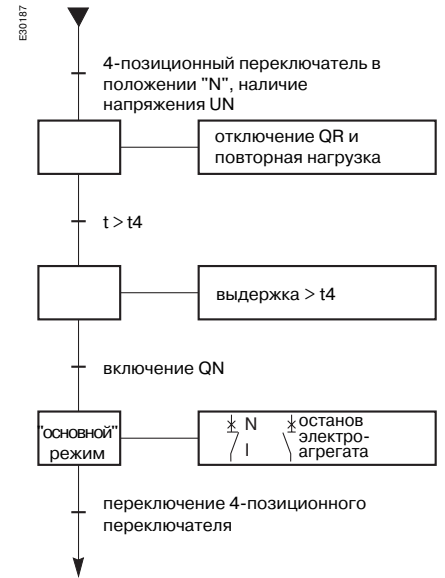 E30187
4-позиционный переключатель в
положении "N", наличие
напряжения UN
отключение QR и
повторная нагрузка
t > t4
выдержка > t4
включение QN
"основной"
режим
N
I
останов
электро-
агрегата
переключение 4-позиционного
переключателя